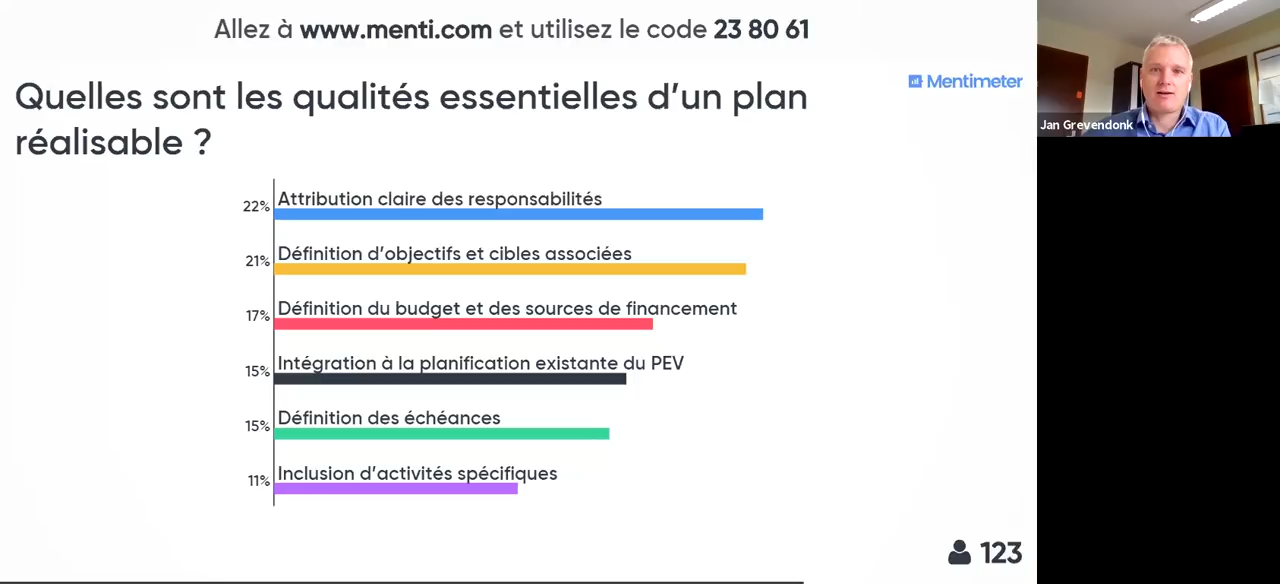 Allez à www.menti.com et utilisez le code 23 80 61
Mentimeter
Quelles sont les qualités essentielles d’un plan
réalisable ?
22% Attribution claire des responsabilités
21% Définition d’objectifs et cibles associées
17% Définition du budget et des sources de financement
15% Intégration à la planification existante du PEV
15% Définition des échéances
11% Inclusion d’activités spécifiques
123
Jan Grevendonk